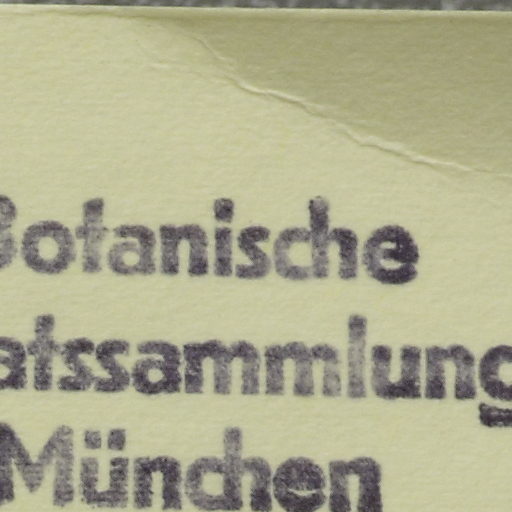 Botanische
atssammlung
München